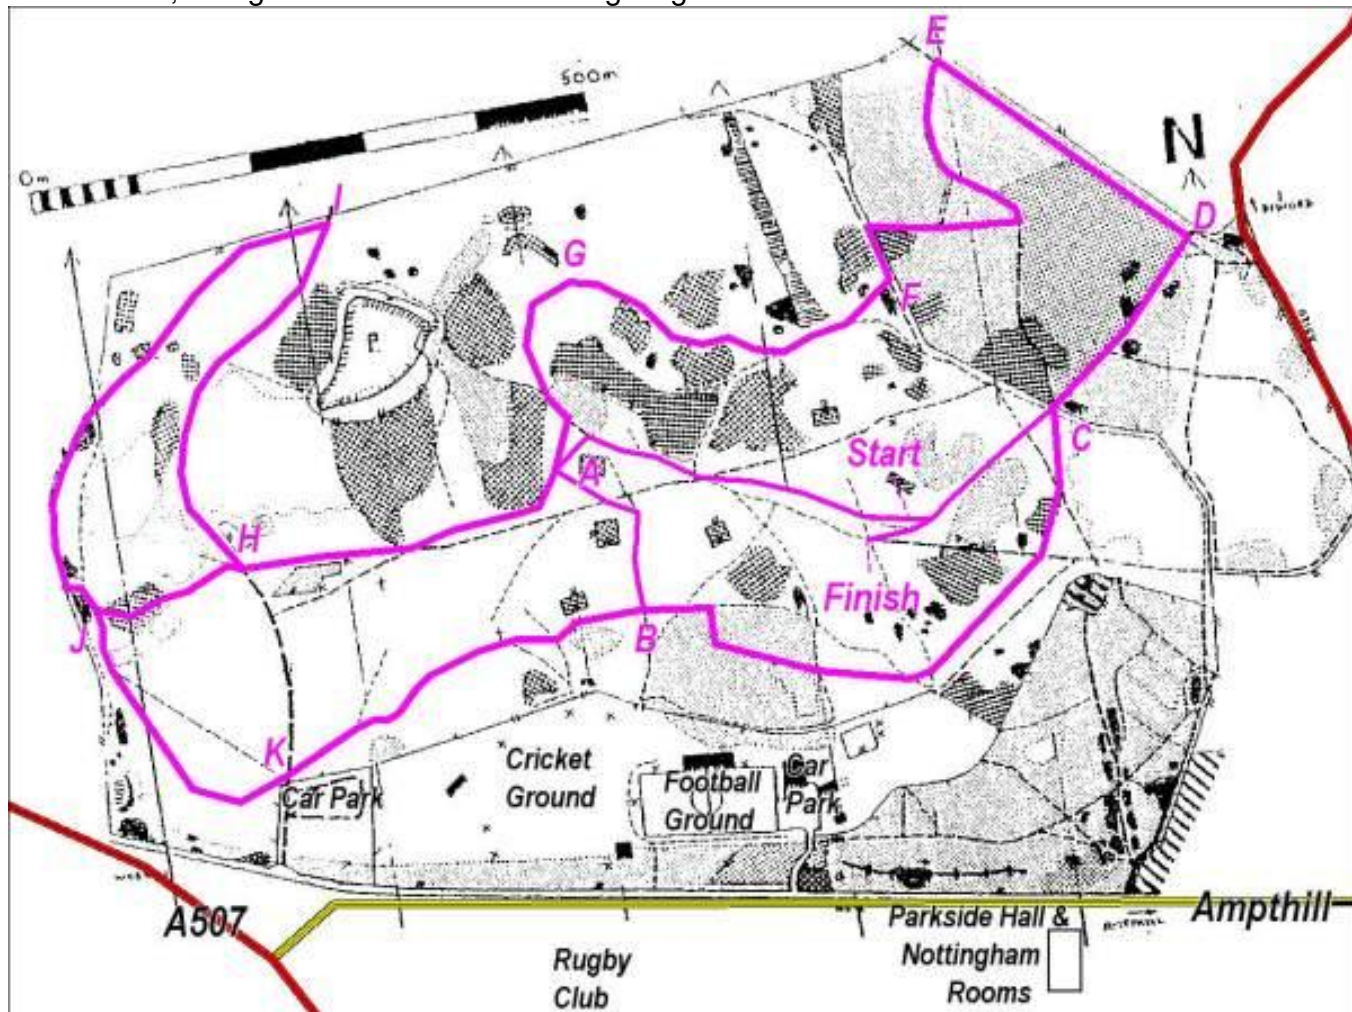 E
500m
N
0m
D
G
F
P
C
Start
A
H
Finish
B
J
K
Cricket
Ground
Football
Ground
Car
Park
Car Park
A507
Ampthill
Parkside Hall &
Nottingham
Rooms
Rugby
Club